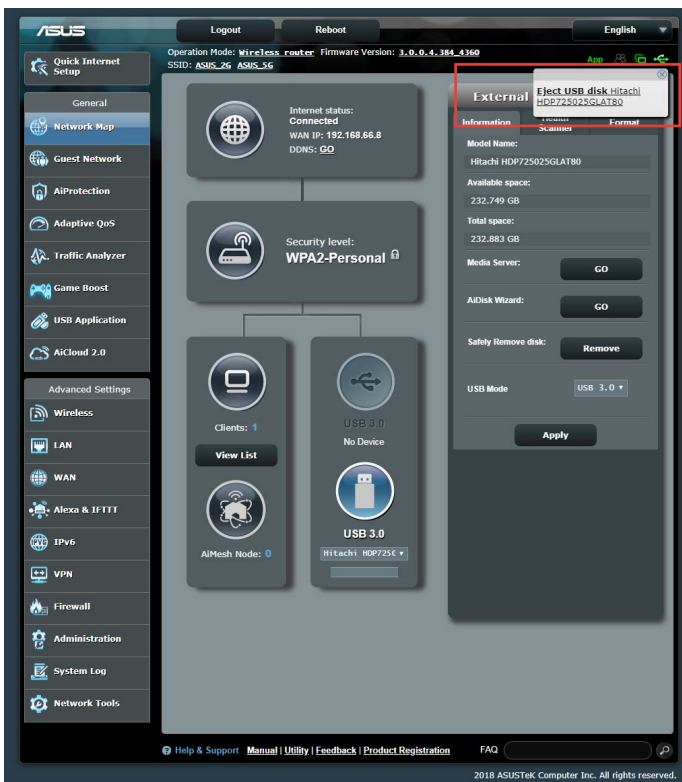 ASUS
Logout
Reboot
English
Quick Internet
Setup
Operation Mode: Wireless router Firmware Version: 3.0.0.4.384_4360
SSID: ASUS_2G ASUS_5G
App
General
Network Map
Guest Network
AiProtection
Adaptive QoS
Traffic Analyzer
Game Boost
USB Application
AiCloud 2.0
Advanced Settings
Wireless
LAN
WAN
Alexa & IFTTT
IPv6
VPN
Firewall
Administration
System Log
Network Tools
Internet status:
Connected
WAN IP: 192.168.66.8
DDNS: GO
Security level:
WPA2-Personal
Clients: 1
View List
AiMesh Node: 0
USB 3.0
No Device
USB 3.0
Hitachi HDP725(
External
Eject USB disk Hitachi
HDP725025GLAT80
Information
Health
Scanner
Format
Model Name:
Hitachi HDP725025GLAT80
Available space:
232.749 GB
Total space:
232.883 GB
Media Server:
GO
AiDisk Wizard:
GO
Safely Remove disk:
Remove
USB Mode
USB 3.0
Apply
Help & Support Manual | Utility | Feedback | Product Registration
FAQ
2018 ASUSTeK Computer Inc. All rights reserved.